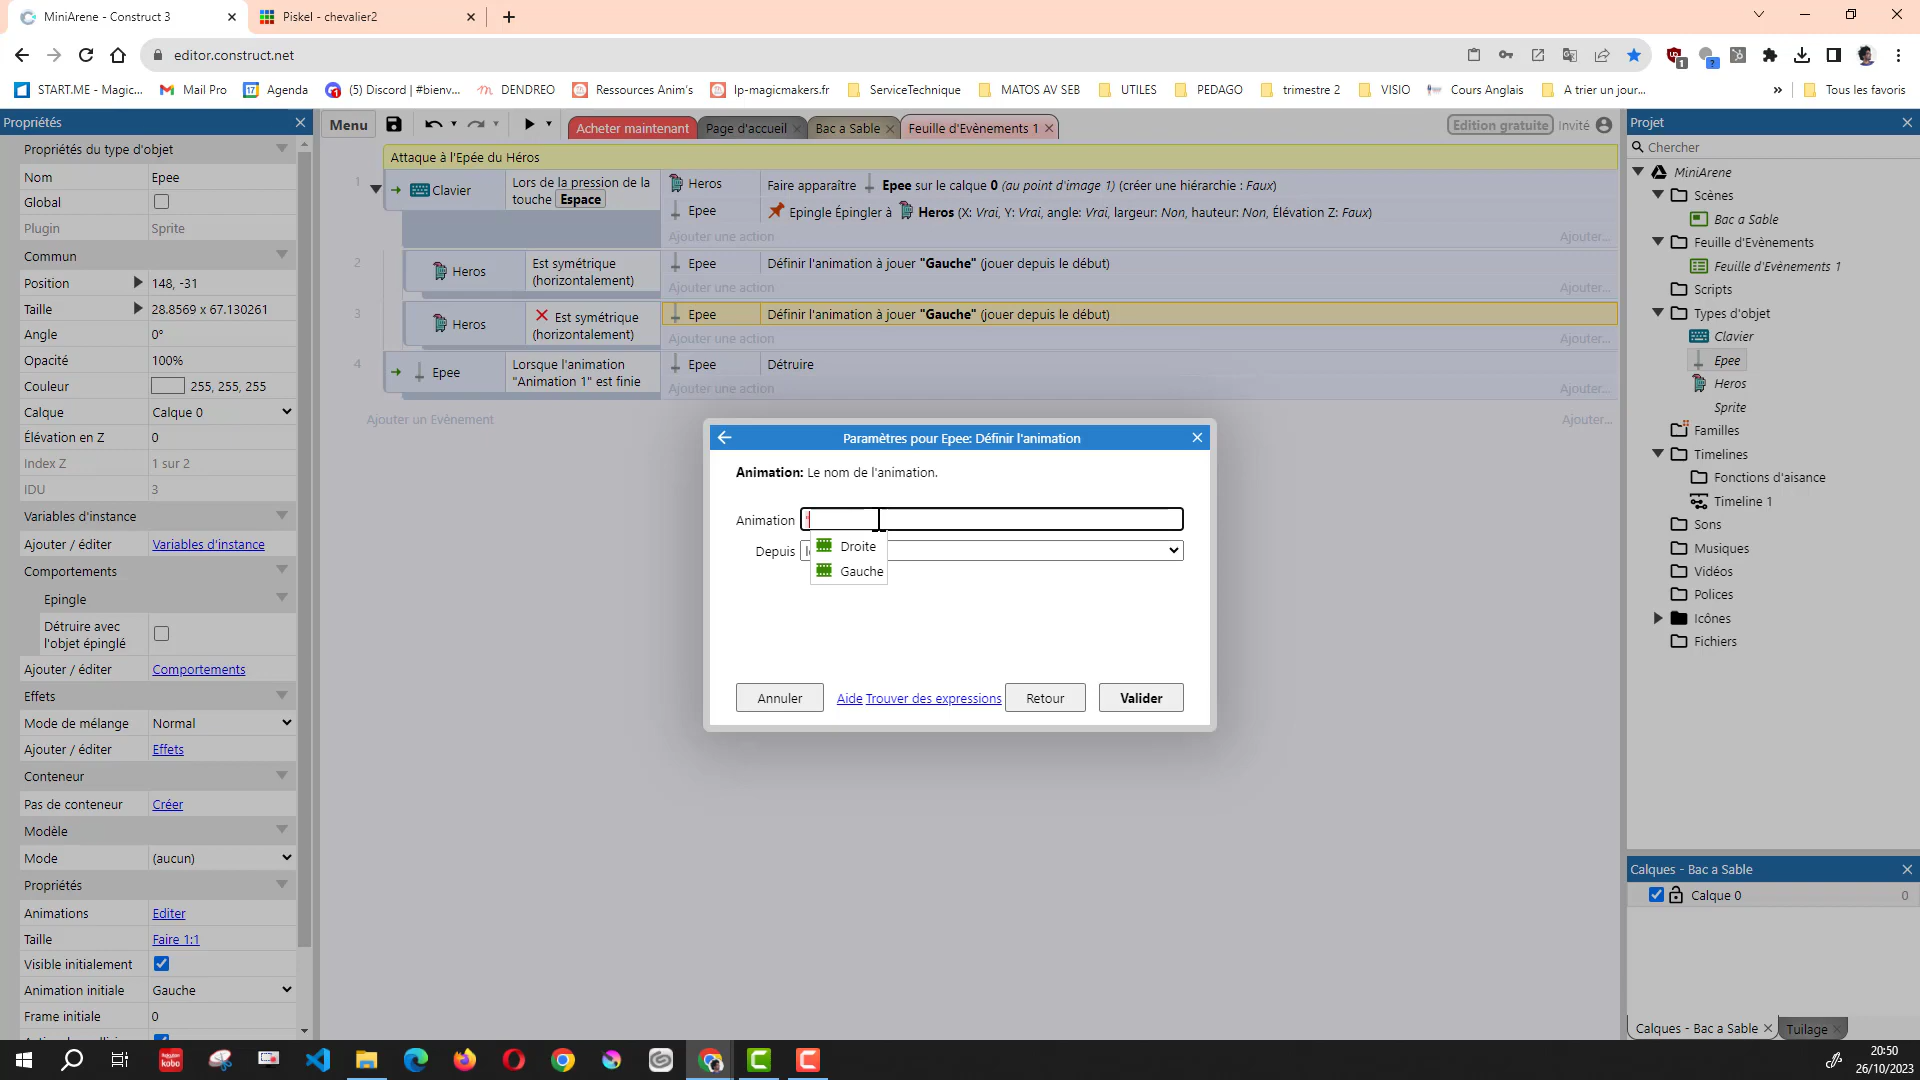 MiniArene - Construct 3
Piskel - chevalier2
editor.construct.net
START.ME - Magic...
Mail Pro
Agenda
(5) Discord | #bienv...
DENDREO
Ressources Anim's
lp-magicmakers.fr
ServiceTechnique
MATOS AV SEB
UTILES
PEDAGO
trimestre 2
VISIO
Cours Anglais
A trier un jour...
Tous les favoris
Propriétés
Propriétés du type d'objet
Nom Epee
Global
Plugin Sprite
Commun
Position 148, -31
Taille 28.8569 x 67.130261
Angle 0°
Opacité 100%
Couleur 255, 255, 255
Calque Calque 0
Élévation en Z 0
Index Z 1 sur 2
IDU 3
Variables d'instance
Ajouter / éditer Variables d'instance
Comportements
Epingle
Détruire avec
l'objet épinglé
Ajouter / éditer Comportements
Effets
Mode de mélange Normal
Ajouter / éditer Effets
Conteneur
Pas de conteneur Créer
Modèle
Mode (aucun)
Propriétés
Animations Editer
Taille Faire 1:1
Visible initialement
Animation initiale Gauche
Frame initiale 0
Menu
Acheter maintenant
Page d'accueil
Bac a Sable
Feuille d'Evènements 1
Edition gratuite
Invité
Attaque à l'Epée du Héros
1
Clavier
Lors de la pression de la
touche Espace
Heros
Faire apparaître Epee sur le calque 0 (au point d'image 1) (créer une hiérarchie : Faux)
Epee
Epingle Épingler à Heros (X: Vrai, Y: Vrai, angle: Vrai, largeur: Non, hauteur: Non, Élévation Z: Faux)
Ajouter une action
Ajouter...
2
Heros
Est symétrique
(horizontalement)
Epee
Définir l'animation à jouer "Gauche" (jouer depuis le début)
Ajouter une action
Ajouter...
3
Heros
Est symétrique
(horizontalement)
Epee
Définir l'animation à jouer "Gauche" (jouer depuis le début)
Ajouter une action
Ajouter...
4
Epee
Lorsque l'animation
"Animation 1" est finie
Epee
Détruire
Ajouter une action
Ajouter...
Ajouter un Evénement
Ajouter...
Paramètres pour Epee: Définir l'animation
Animation: Le nom de l'animation.
Animation "
Droite
Gauche
Depuis
Annuler
Aide
Trouver des expressions
Retour
Valider
Projet
Chercher
MiniArene
Scènes
Bac a Sable
Feuille d'Evènements
Feuille d'Evènements 1
Scripts
Types d'objet
Clavier
Epee
Heros
Sprite
Familles
Timelines
Fonctions d'aisance
Timeline 1
Sons
Musiques
Vidéos
Polices
Icônes
Fichiers
Calques - Bac a Sable
Calque 0
0
Calques - Bac a Sable
Tuilage
20:50
26/10/2023